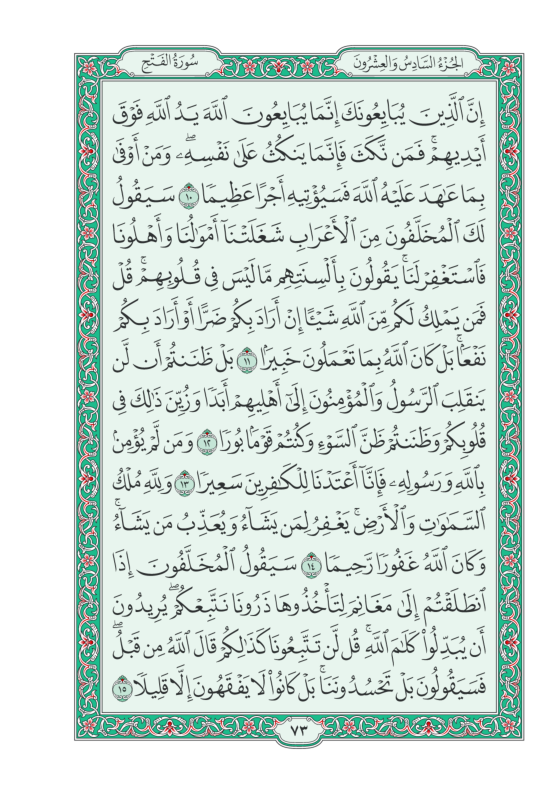 الجُزْءُ السَّادِسُ وَالعِشْرُونَ
سُورَةُ الفَتْحِ
إِنَّ ٱلَّذِينَ يُبَايِعُونَكَ إِنَّمَا يُبَايِعُونَ ٱللَّهَ يَدُ ٱللَّهِ فَوْقَ
أَيْدِيهِمْۚ فَمَن نَّكَثَ فَإِنَّمَا يَنكُثُ عَلَىٰ نَفْسِهِۦۖ وَمَنْ أَوْفَىٰ
بِمَا عَٰهَدَ عَلَيْهُ ٱللَّهَ فَسَيُؤْتِيهِ أَجْرًا عَظِيمًا ١٠ سَيَقُولُ
لَكَ ٱلْمُخَلَّفُونَ مِنَ ٱلْأَعْرَابِ شَغَلَتْنَآ أَمْوَٰلُنَا وَأَهْلُونَا
فَٱسْتَغْفِرْ لَنَاۚ يَقُولُونَ بِأَلْسِنَتِهِم مَّا لَيْسَ فِى قُلُوبِهِمْۚ قُلْ
فَمَن يَمْلِكُ لَكُم مِّنَ ٱللَّهِ شَيْـًٔا إِنْ أَرَادَ بِكُمْ ضَرًّا أَوْ أَرَادَ بِكُمْ
نَفْعًۢاۚ بَلْ كَانَ ٱللَّهُ بِمَا تَعْمَلُونَ خَبِيرًۢا ١١ بَلْ ظَنَنتُمْ أَن لَّن
يَنقَلِبَ ٱلرَّسُولُ وَٱلْمُؤْمِنُونَ إِلَىٰٓ أَهْلِيهِمْ أَبَدًا وَزُيِّنَ ذَٰلِكَ فِى
قُلُوبِكُمْ وَظَنَنتُمْ ظَنَّ ٱلسَّوْءِ وَكُنتُمْ قَوْمًۢا بُورًا ١٢ وَمَن لَّمْ يُؤْمِنۢ
بِٱللَّهِ وَرَسُولِهِۦ فَإِنَّآ أَعْتَدْنَا لِلْكَٰفِرِينَ سَعِيرًا ١٣ وَلِلَّهِ مُلْكُ
ٱلسَّمَٰوَٰتِ وَٱلْأَرْضِۚ يَغْفِرُ لِمَن يَشَآءُ وَيُعَذِّبُ مَن يَشَآءُۚ
وَكَانَ ٱللَّهُ غَفُورًا رَّحِيمًا ١٤ سَيَقُولُ ٱلْمُخَلَّفُونَ إِذَا
ٱنطَلَقْتُمْ إِلَىٰ مَغَانِمَ لِتَأْخُذُوهَا ذَرُونَا نَتَّبِعْكُمْۖ يُرِيدُونَ
أَن يُبَدِّلُوا۟ كَلَٰمَ ٱللَّهِۚ قُل لَّن تَتَّبِعُونَا كَذَٰلِكُمْ قَالَ ٱللَّهُ مِن قَبْلُۖ
فَسَيَقُولُونَ بَلْ تَحْسُدُونَنَاۚ بَلْ كَانُوا۟ لَا يَفْقَهُونَ إِلَّا قَلِيلًا ١٥
٧٣